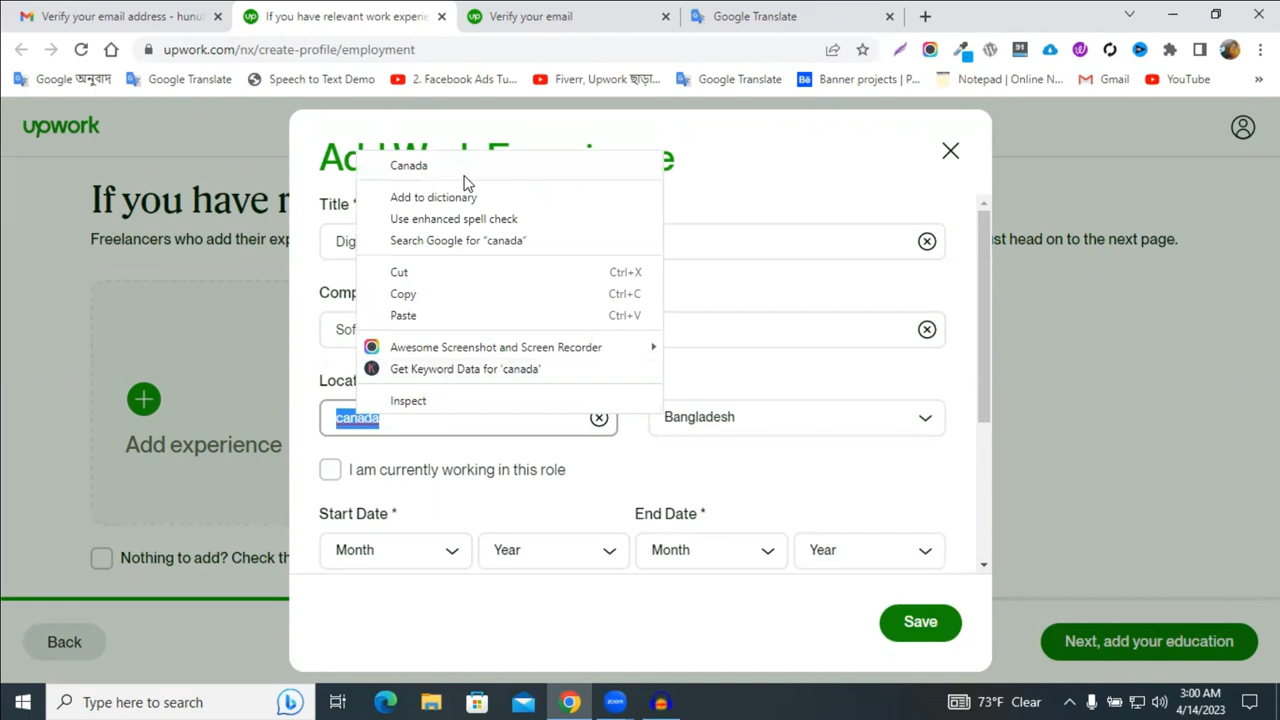 Verify your email address - hunu
If you have relevant work experie
Verify your email
Google Translate
upwork.com/nx/create-profile/employment
91
Google অনুবাদ
Google Translate
Speech to Text Demo
2. Facebook Ads Tu...
Fiverr, Upwork ছাড়া...
Google Translate
Bē
Banner projects | P...
Notepad | Online N...
Gmail
YouTube
»
upwork
Add Work Experience
If you have
Freelancers who add their exp
ust head on to the next page.
Title *
Dig
Comp
Sof
Locat
canada
Bangladesh
Canada
Add to dictionary
Use enhanced spell check
Search Google for "canada"
Cut Ctrl+X
Copy Ctrl+C
Paste Ctrl+V
Awesome Screenshot and Screen Recorder
Get Keyword Data for 'canada'
Inspect
I am currently working in this role
Start Date *
End Date *
Month
Year
Month
Year
Add experience
Nothing to add? Check th
Save
Back
Next, add your education
Type here to search
zoom
73°F Clear
3:00 AM
4/14/2023